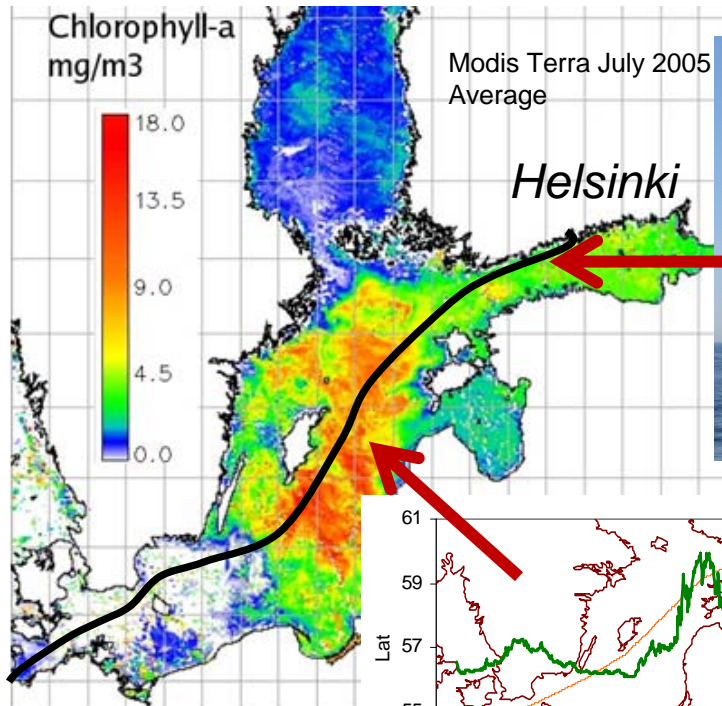 Chlorophyll-a
mg/m3
18.0
13.5
9.0
4.5
0.0
Modis Terra July 2005
Average
Helsinki
61
59
57
Lat